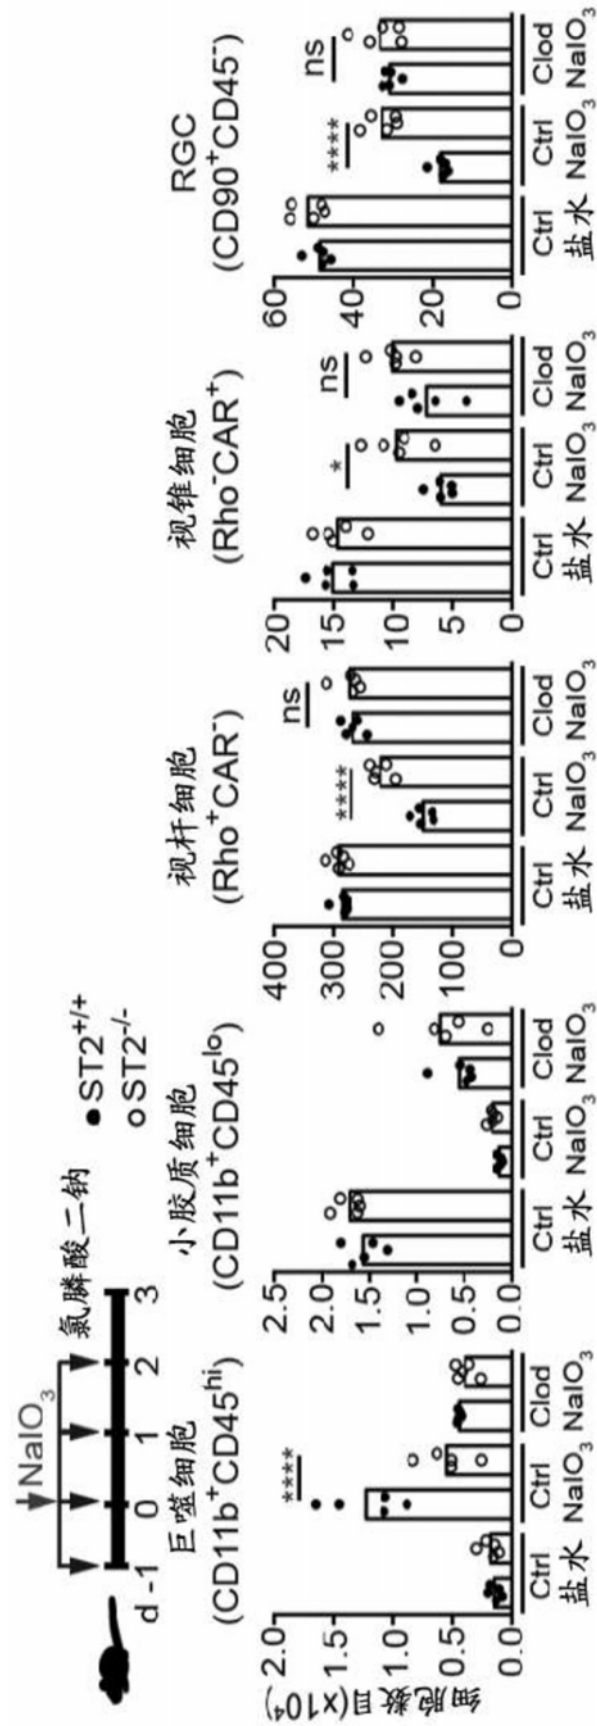 NaIO3
氯膦酸二钠
d -1 0 1 2 3
●ST2+/+
○ST2-/-
细胞数目(x10⁴)
巨噬细胞
(CD11b+CD45hi)
2.0
1.5
1.0
0.5
0.0
****
Ctrl Ctrl Clod
盐水 NaIO3 NaIO3
小胶质细胞
(CD11b+CD45lo)
2.5
2.0
1.5
1.0
0.5
0.0
Ctrl Ctrl Clod
盐水 NaIO3 NaIO3
视杆细胞
(Rho+CAR-)
400
300
200
100
0
**** ns
Ctrl Ctrl Clod
盐水 NaIO3 NaIO3
视锥细胞
(Rho-CAR+)
20
15
10
5
0
* ns
Ctrl Ctrl Clod
盐水 NaIO3 NaIO3
RGC
(CD90+CD45-)
60
40
20
0
**** ns
Ctrl Ctrl Clod
盐水 NaIO3 NaIO3